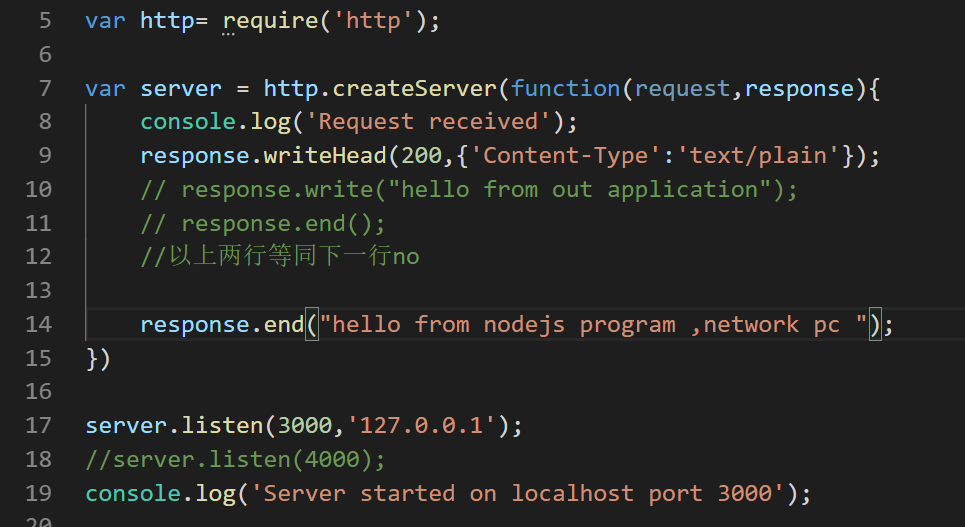 5 var http= require('http');
6
7 var server = http.createServer(function(request,response){
8 console.log('Request received');
9 response.writeHead(200,{'Content-Type':'text/plain'});
10 // response.write("hello from out application");
11 // response.end();
12 //以上两行等同下一行no
13
14 response.end("hello from nodejs program ,network pc ");
15 })
16
17 server.listen(3000,'127.0.0.1');
18 //server.listen(4000);
19 console.log('Server started on localhost port 3000');
20